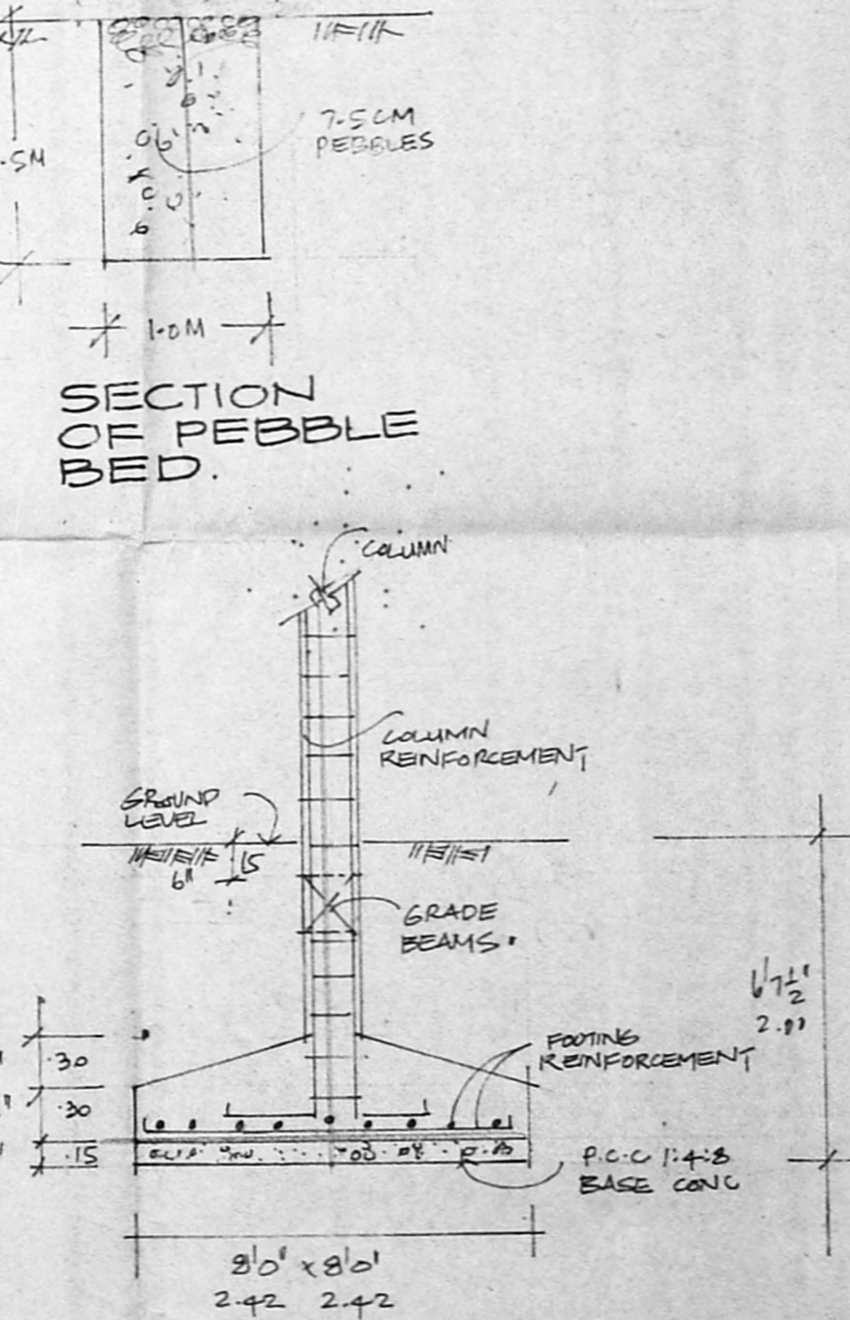 7.5CM
PEBBLES
.5M
1.0M
SECTION
OF PEBBLE
BED.
COLUMN
COLUMN
REINFORCEMENT
GROUND
LEVEL
15
6"
GRADE
BEAMS.
6'7½"
FOOTING
REINFORCEMENT
.30
.30
.15
P.C.C 1:4:8
BASE CONC
8'0" x 8'0"
2.42 2.42